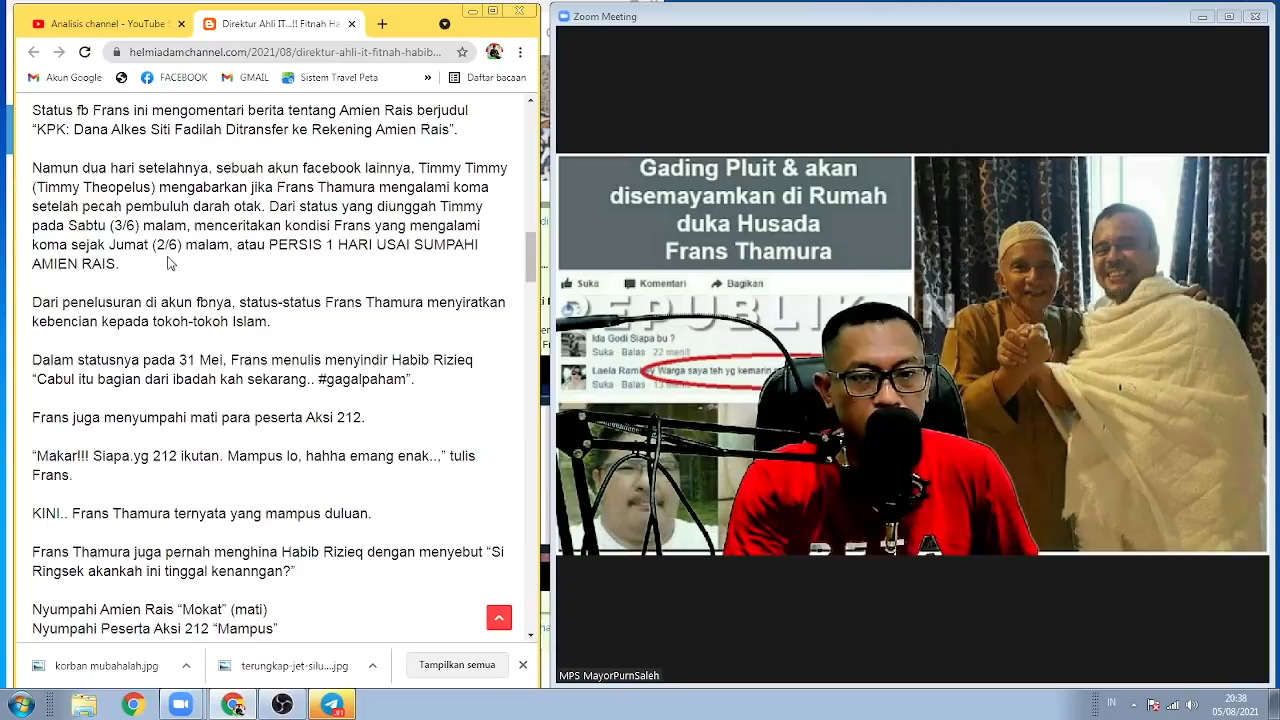 Analisis channel - YouTube S
Direktur Ahli IT...!! Fitnah Ha
helmiadamchannel.com/2021/08/direktur-ahli-it-fitnah-habib...
Akun Google
FACEBOOK
GMAIL
Sistem Travel Peta
»
Daftar bacaan
Status fb Frans ini mengomentari berita tentang Amien Rais berjudul
“KPK: Dana Alkes Siti Fadilah Ditransfer ke Rekening Amien Rais”.
Namun dua hari setelahnya, sebuah akun facebook lainnya, Timmy Timmy
(Timmy Theopelus) mengabarkan jika Frans Thamura mengalami koma
setelah pecah pembuluh darah otak. Dari status yang diunggah Timmy
pada Sabtu (3/6) malam, menceritakan kondisi Frans yang mengalami
koma sejak Jumat (2/6) malam, atau PERSIS 1 HARI USAI SUMPAHI
AMIEN RAIS.
Dari penelusuran di akun fbnya, status-status Frans Thamura menyiratkan
kebencian kepada tokoh-tokoh Islam.
Dalam statusnya pada 31 Mei, Frans menulis menyindir Habib Rizieq
“Cabul itu bagian dari ibadah kah sekarang.. #gagalpaham”.
Frans juga menyumpahi mati para peserta Aksi 212.
“Makar!!! Siapa.yg 212 ikutan. Mampus lo, hahha emang enak..,” tulis
Frans.
KINI.. Frans Thamura ternyata yang mampus duluan.
Frans Thamura juga pernah menghina Habib Rizieq dengan menyebut “Si
Ringsek akankah ini tinggal kenanngan?”
Nyumpahi Amien Rais “Mokat” (mati)
Nyumpahi Peserta Aksi 212 “Mampus”
korban mubahalah.jpg
terungkap-jet-silu....jpg
Tampilkan semua
Zoom Meeting
Gading Pluit & akan
disemayamkan di Rumah
duka Husada
Frans Thamura
Suka
Komentari
Bagikan
REPUBLIK.IN
Ida Godi Siapa bu ?
Suka Balas 22 menit
Warga saya teh yg kemarin
Suka Balas
MPS MayorPurnSaleh
IN
20:38
05/08/2021